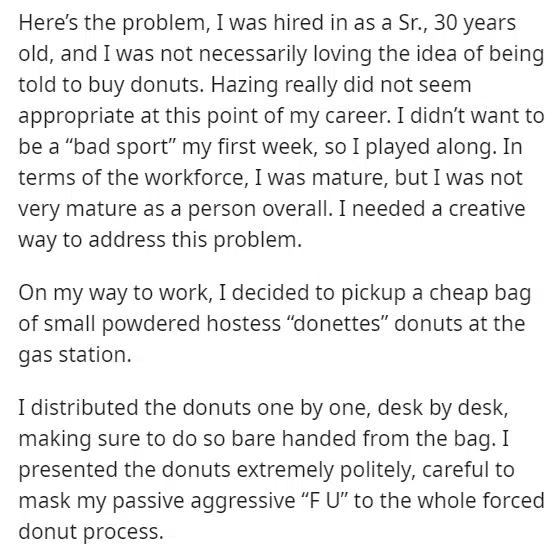 Here’s the problem, I was hired in as a Sr., 30 years
old, and I was not necessarily loving the idea of being
told to buy donuts. Hazing really did not seem
appropriate at this point of my career. I didn’t want to
be a “bad sport” my first week, so I played along. In
terms of the workforce, I was mature, but I was not
very mature as a person overall. I needed a creative
way to address this problem.
On my way to work, I decided to pickup a cheap bag
of small powdered hostess “donettes” donuts at the
gas station.
I distributed the donuts one by one, desk by desk,
making sure to do so bare handed from the bag. I
presented the donuts extremely politely, careful to
mask my passive aggressive “F U” to the whole forced
donut process.